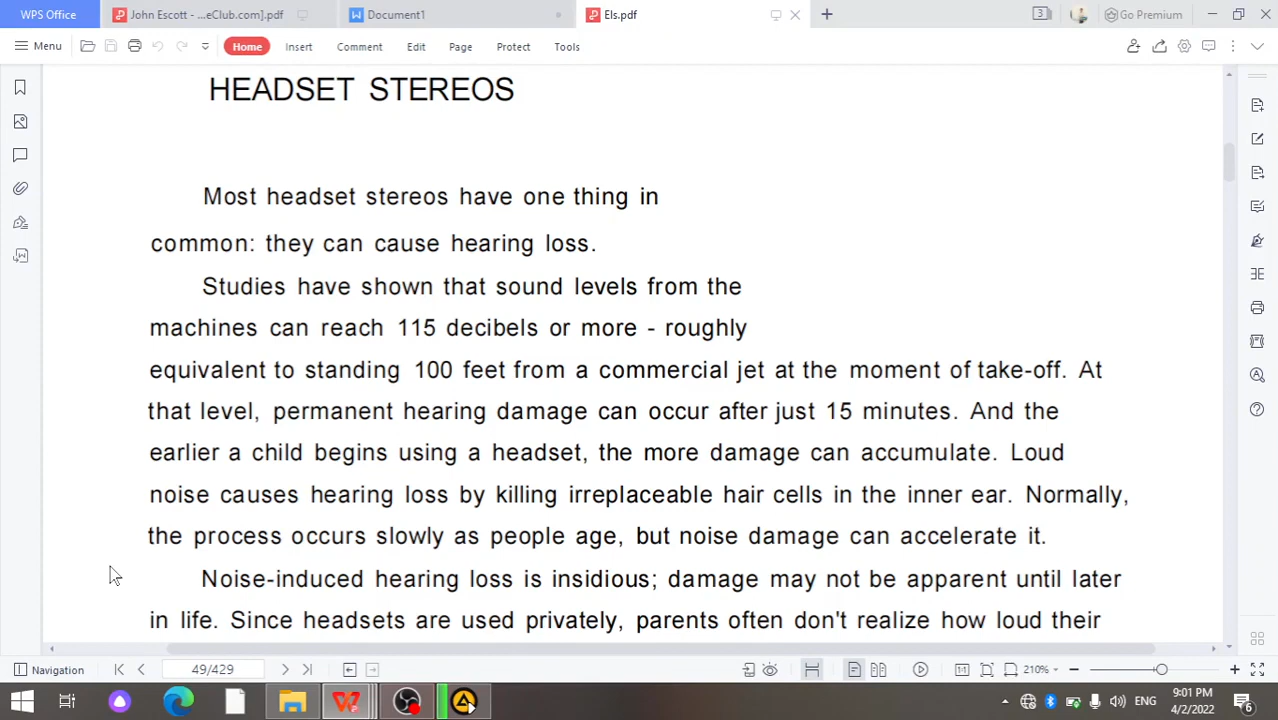 WPS Office
John Escott - ...eClub.com].pdf
Document1
Els.pdf
3
Go Premium
Menu
Home
Insert
Comment
Edit
Page
Protect
Tools
HEADSET STEREOS
Most headset stereos have one thing in
common: they can cause hearing loss.
Studies have shown that sound levels from the
machines can reach 115 decibels or more - roughly
equivalent to standing 100 feet from a commercial jet at the moment of take-off. At
that level, permanent hearing damage can occur after just 15 minutes. And the
earlier a child begins using a headset, the more damage can accumulate. Loud
noise causes hearing loss by killing irreplaceable hair cells in the inner ear. Normally,
the process occurs slowly as people age, but noise damage can accelerate it.
Noise-induced hearing loss is insidious; damage may not be apparent until later
in life. Since headsets are used privately, parents often don't realize how loud their
Navigation
49/429
210%
ENG
9:01 PM
4/2/2022
6